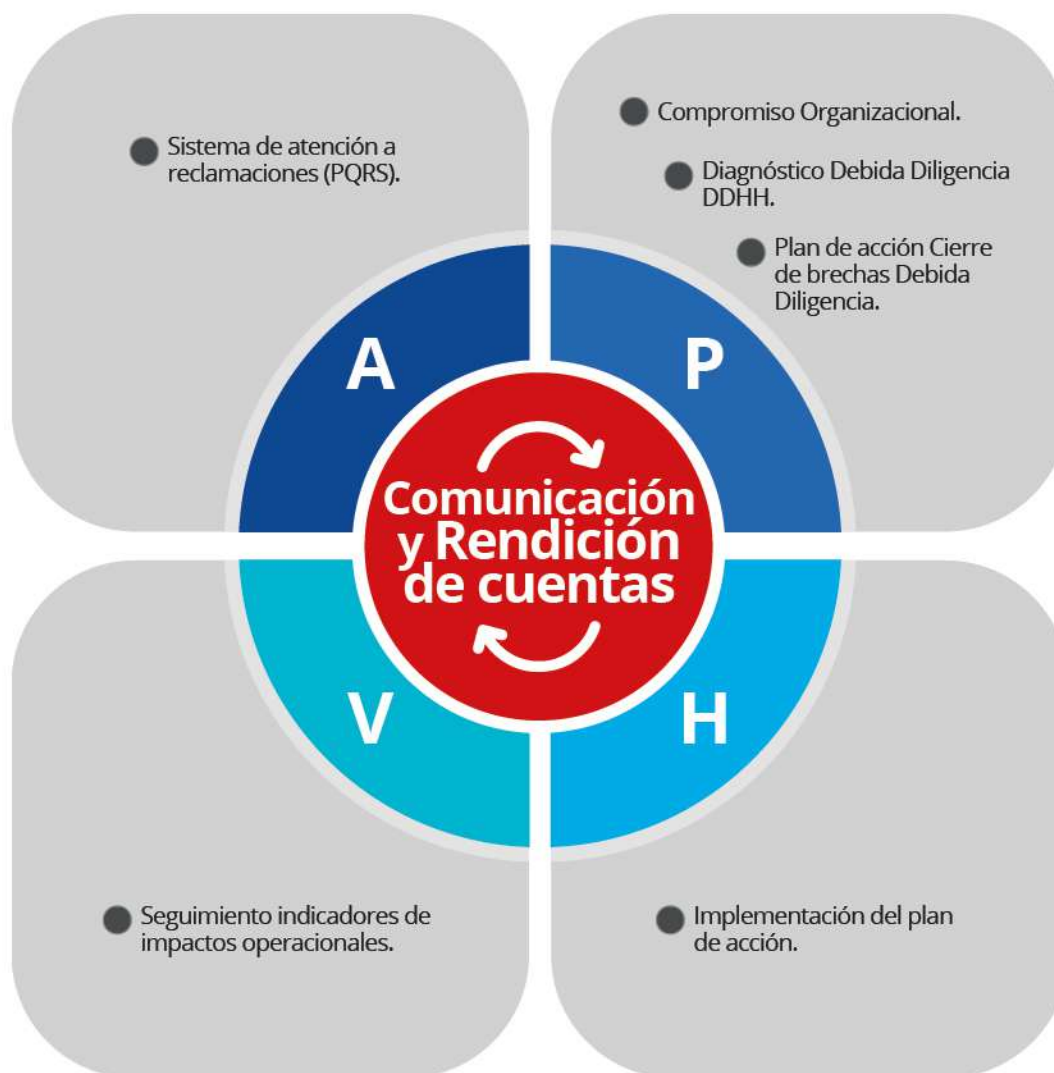 Sistema de atención a
reclamaciones (PQRS).
Compromiso Organizacional.
Diagnóstico Debida Diligencia
DDHH.
Plan de acción Cierre
de brechas Debida
Diligencia.
A
P
Comunicación
y Rendición
de cuentas
V
H
Seguimiento indicadores de
impactos operacionales.
Implementación del plan
de acción.